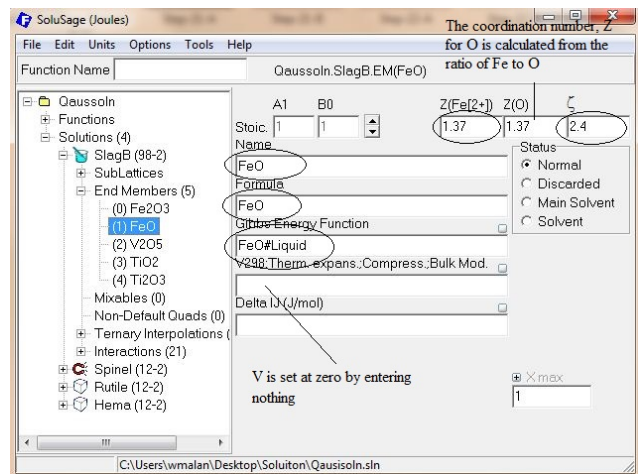 SoluSage (Joules)
The coordination number, Z
for O is calculated from the
ratio of Fe to O
File Edit Units Options Tools Help
Function Name
Qaussoln.SlagB.EM(FeO)
Qaussoln
Functions
Solutions (4)
SlagB (98-2)
SubLattices
End Members (5)
(0) Fe2O3
(1) FeO
(2) V2O5
(3) TiO2
(4) Ti2O3
Mixables (0)
Non-Default Quads (0)
Ternary Interpolations (
Interactions (21)
Spinel (12-2)
Rutile (12-2)
Hema (12-2)
A1 B0 Z(Fe[2+]) Z(O) ζ
Stoic. 1 1 1.37 1.37 2.4
Name
FeO
Formula
FeO
Gibbs Energy Function
FeO#Liquid
V298;Therm. expans.;Compress.;Bulk Mod.
Delta IJ (J/mol)
Status
Normal
Discarded
Main Solvent
Solvent
V is set at zero by entering
nothing
X max
1
C:\Users\wmalan\Desktop\Soluiton\Qausisoln.sln